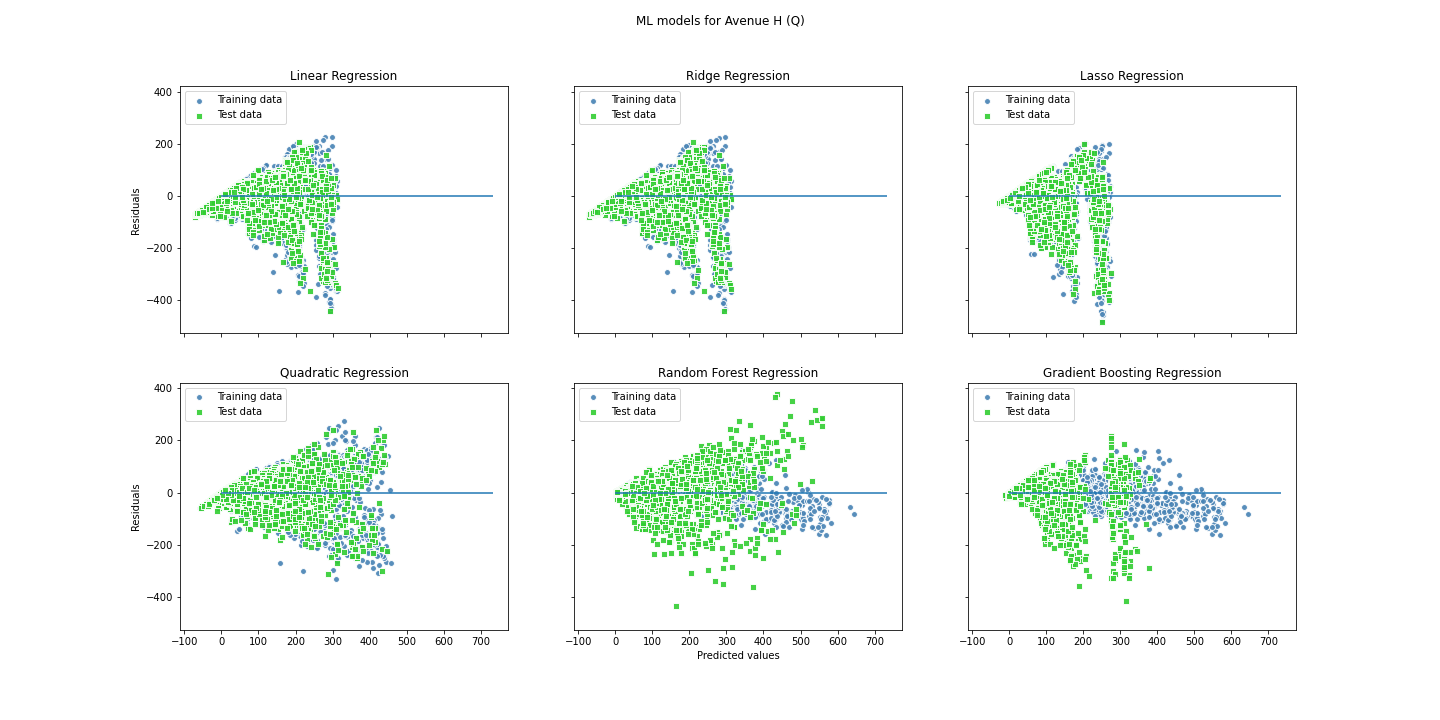 ML models for Avenue H (Q)
Linear Regression
Ridge Regression
Lasso Regression
Training data
Test data
Training data
Test data
Training data
Test data
400
200
0
−200
−400
Residuals
Quadratic Regression
Random Forest Regression
Gradient Boosting Regression
Training data
Test data
Training data
Test data
Training data
Test data
400
200
0
−200
−400
Residuals
−100 0 100 200 300 400 500 600 700
−100 0 100 200 300 400 500 600 700
−100 0 100 200 300 400 500 600 700
Predicted values